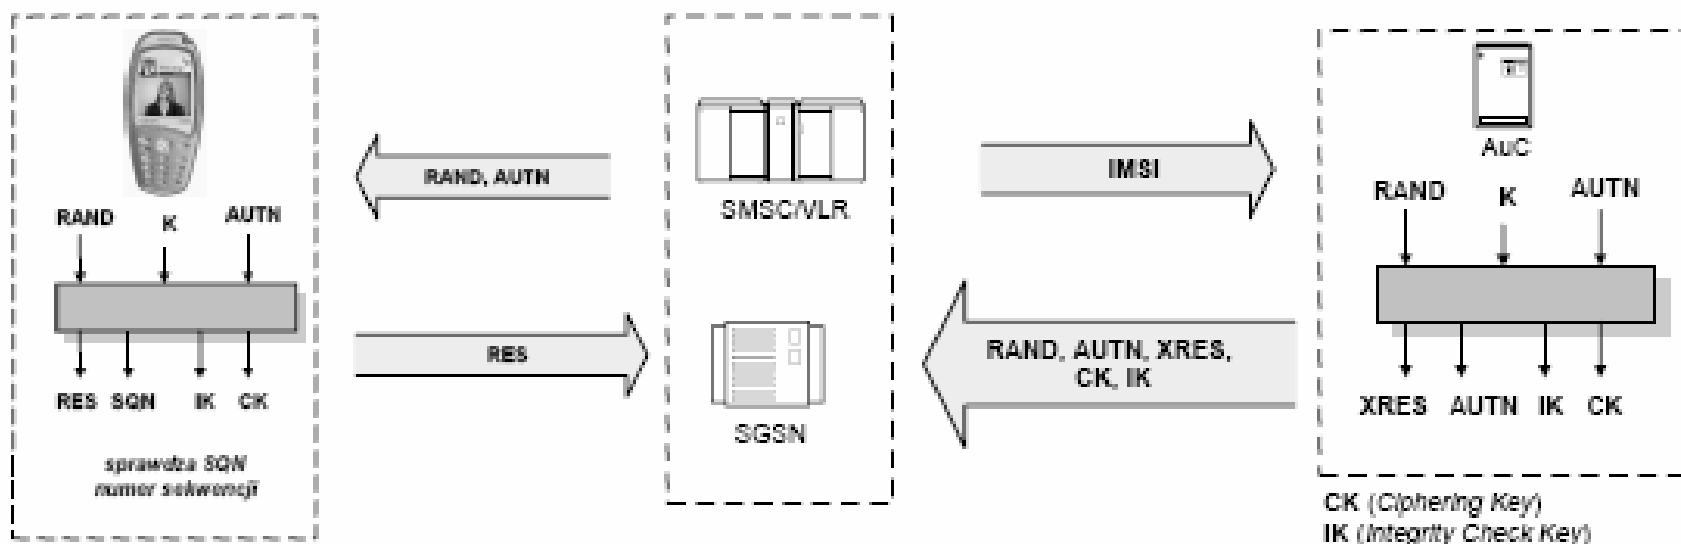 RAND K AUTN
RES SQN IK CK
sprawdza SQN
numer sekwencji
RAND, AUTN
RES
SMSC/VLR
SGSN
IMSI
RAND, AUTN, XRES,
CK, IK
AuC
RAND K AUTN
XRES AUTN IK CK
CK (Ciphering Key)
IK (Integrity Check Key)